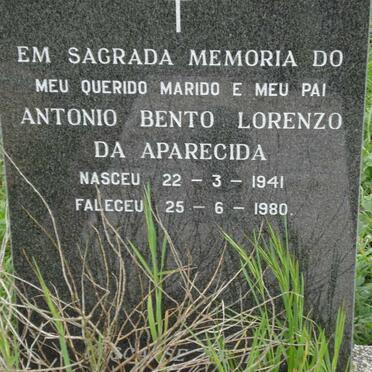 EM SAGRADA MEMORIA DO
MEU QUERIDO MARIDO E MEU PAI
ANTONIO BENTO LORENZO
DA APARECIDA
NASCEU 22 - 3 - 1941
FALECEU 25 - 6 - 1980.